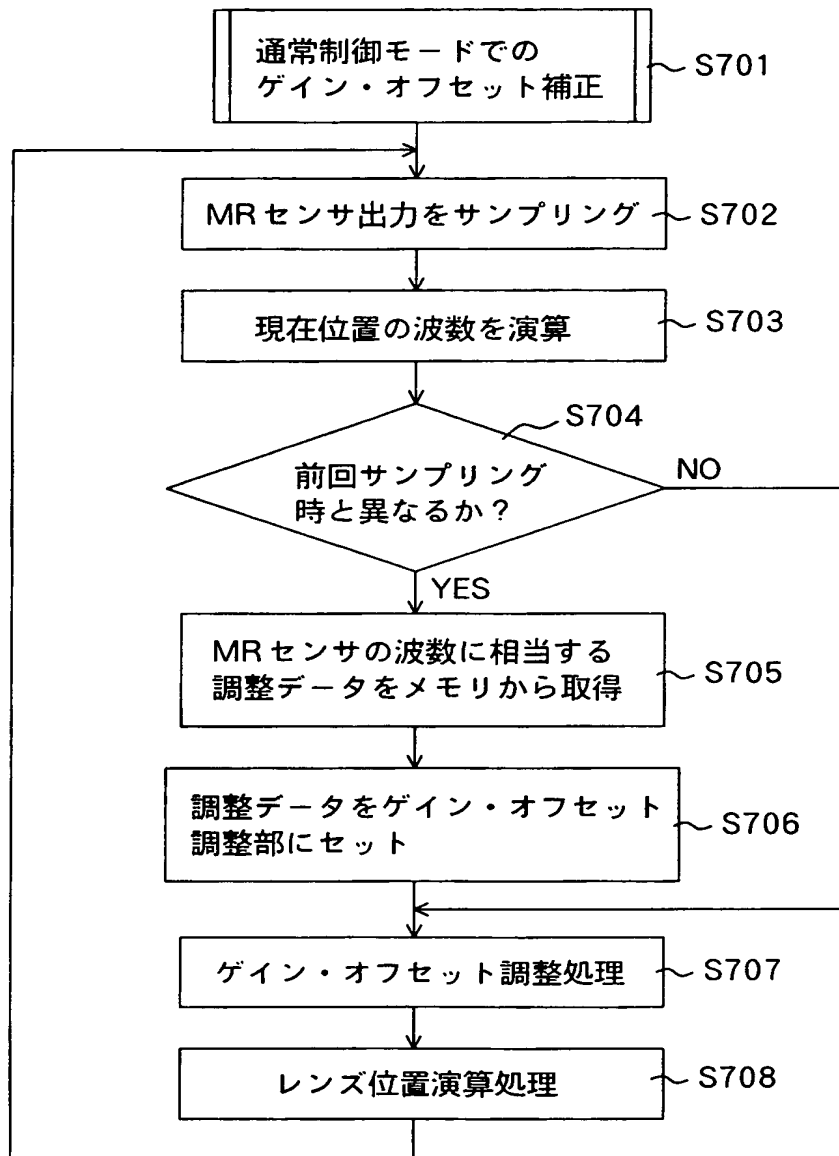 通常制御モードでの
ゲイン・オフセット補正
S701
MRセンサ出力をサンプリング
S702
現在位置の波数を演算
S703
S704
前回サンプリング
時と異なるか?
NO
YES
MRセンサの波数に相当する
調整データをメモリから取得
S705
調整データをゲイン・オフセット
調整部にセット
S706
ゲイン・オフセット調整処理
S707
レンズ位置演算処理
S708